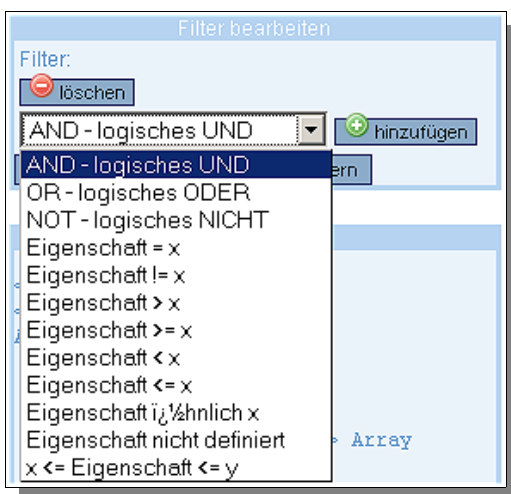 Filter bearbeiten
Filter:
löschen
AND - logisches UND
hinzufügen
AND - logisches UND
ern
OR - logisches ODER
NOT - logisches NICHT
Eigenschaft = x
Eigenschaft != x
Eigenschaft > x
Eigenschaft >= x
Eigenschaft < x
Eigenschaft <= x
Eigenschaft ï¿½hnlich x
Eigenschaft nicht definiert
Array
x <= Eigenschaft <= y